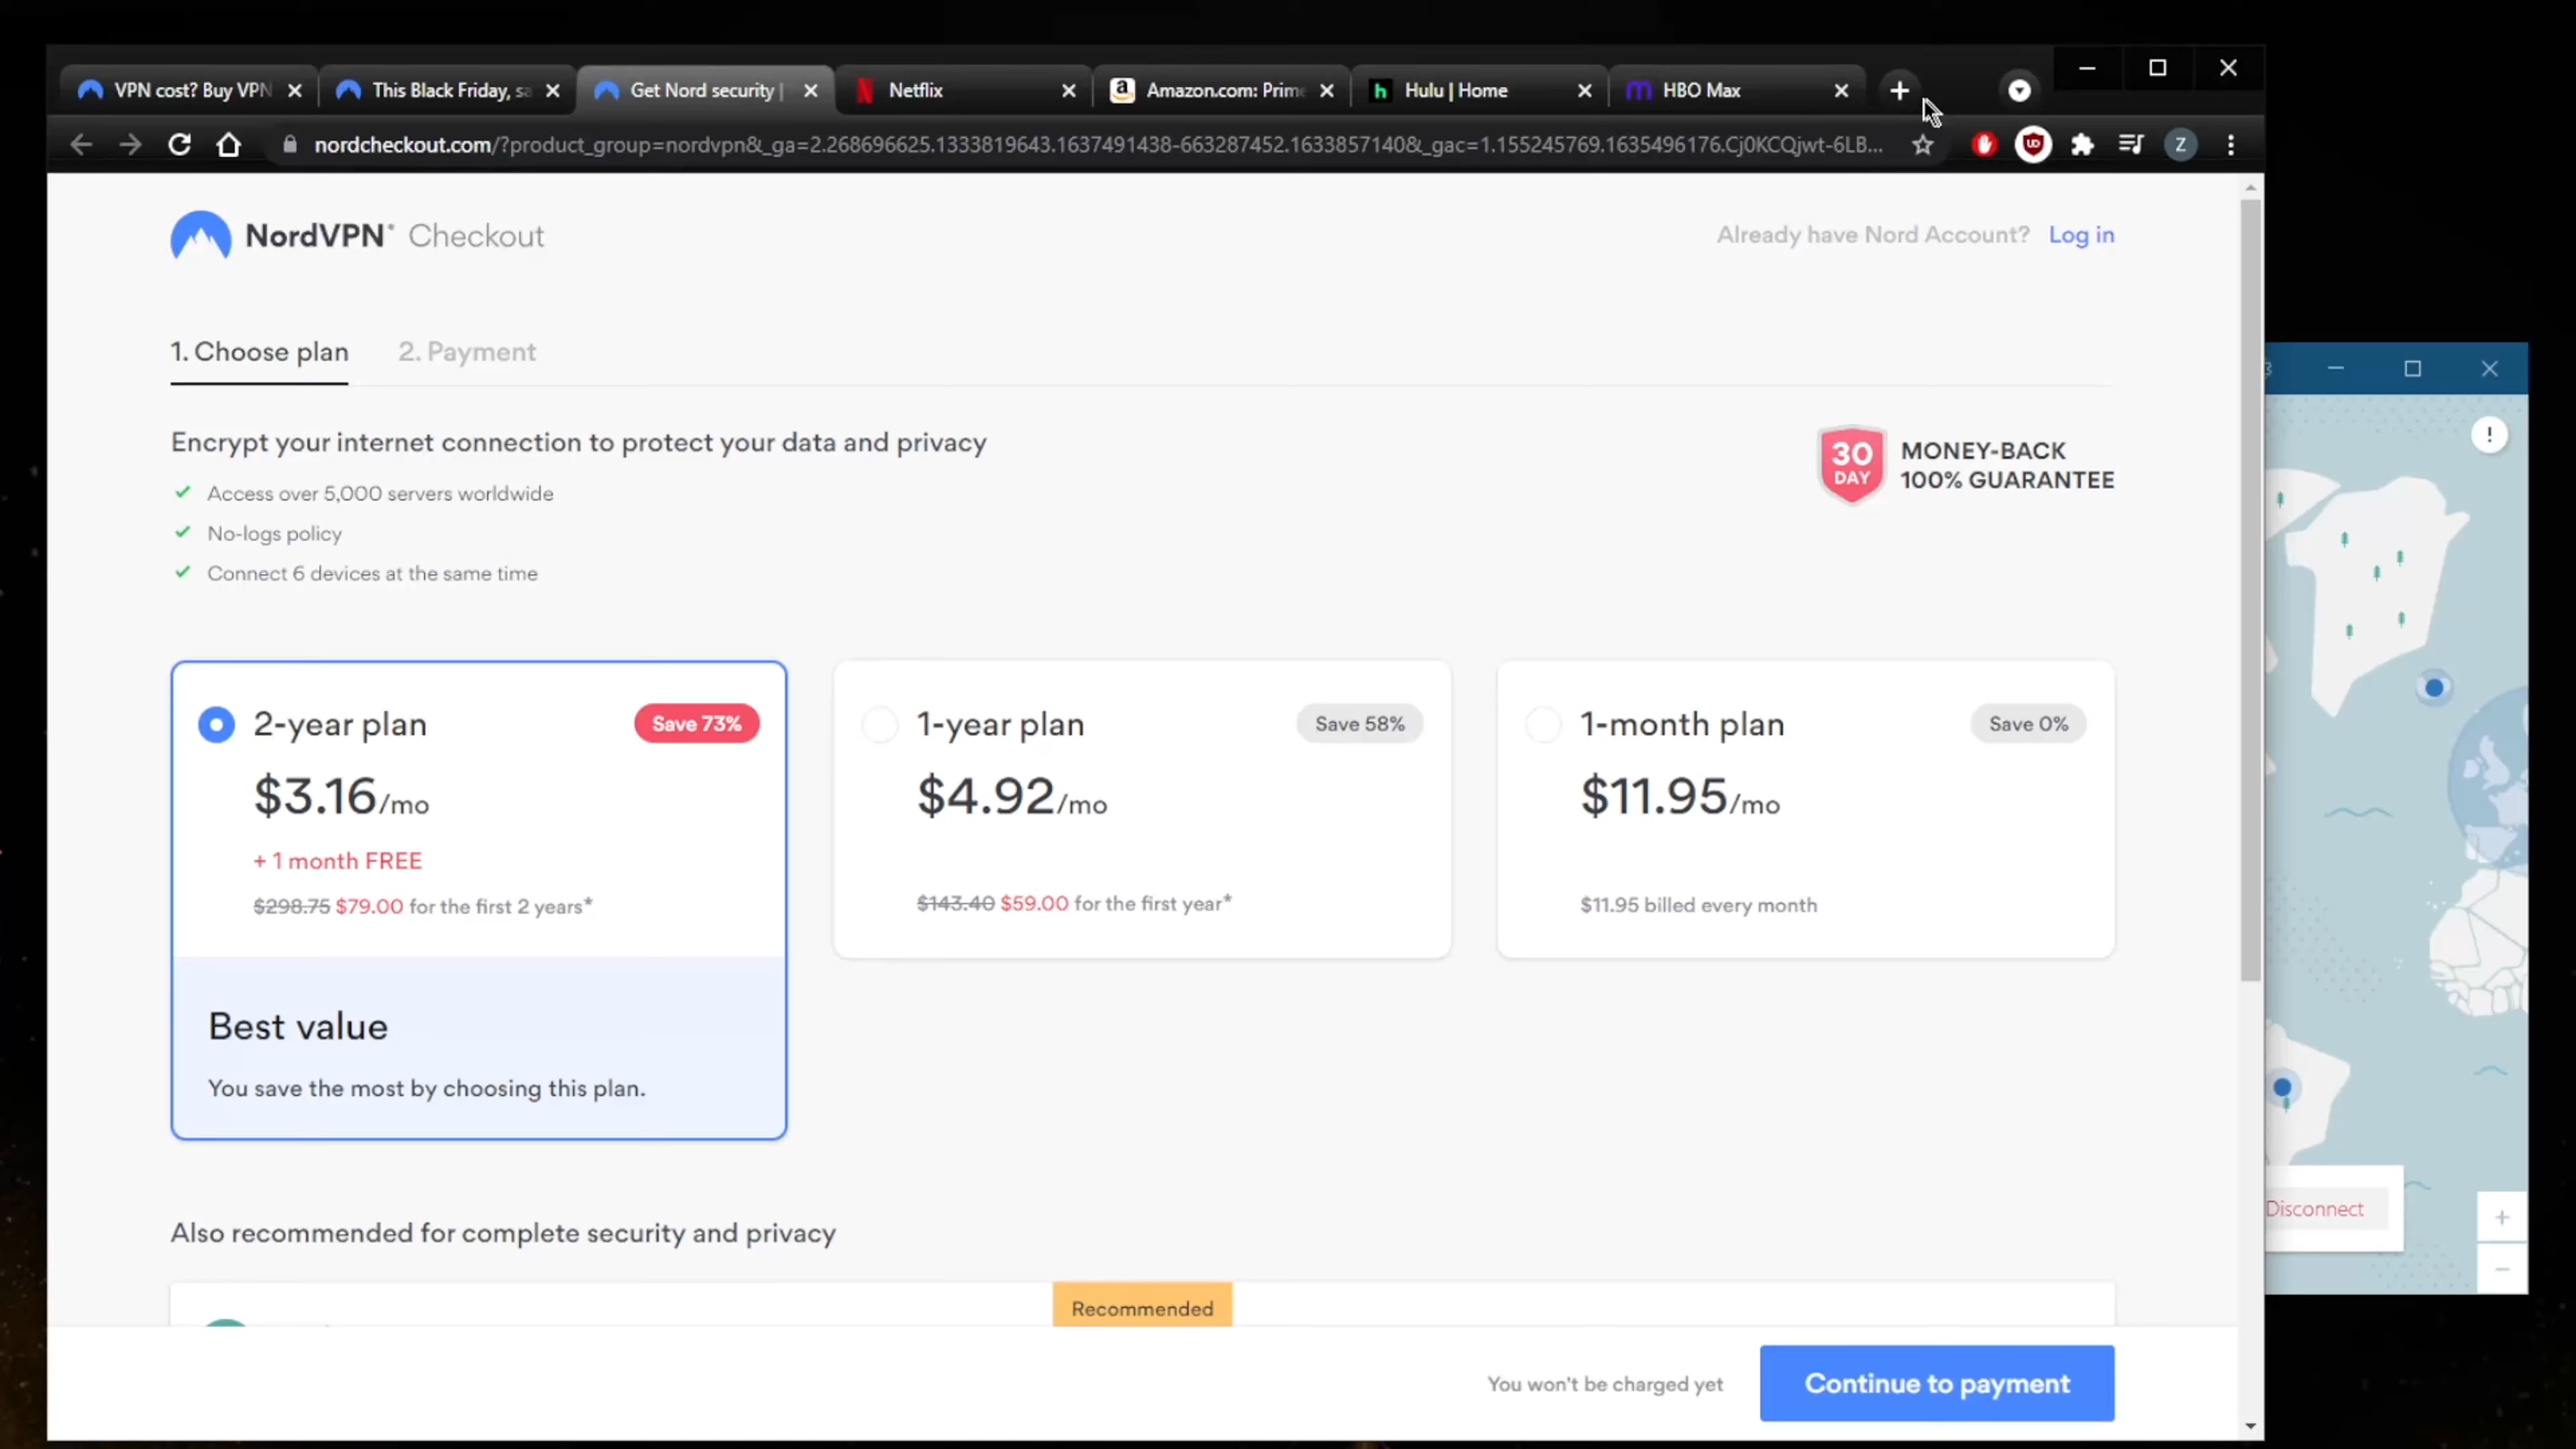 VPN cost? Buy VPN
This Black Friday, sa
Get Nord security |
Netflix
Amazon.com: Prime
Hulu | Home
HBO Max
nordcheckout.com/?product_group=nordvpn&_ga=2.268696625.1333819643.1637491438-663287452.1633857140&_gac=1.155245769.1635496176.Cj0KCQjwt-6LB...
Z
NordVPN® Checkout
Already have Nord Account? Log in
1. Choose plan
2. Payment
Encrypt your internet connection to protect your data and privacy
Access over 5,000 servers worldwide
No-logs policy
Connect 6 devices at the same time
30
DAY
MONEY-BACK
100% GUARANTEE
2-year plan
Save 73%
$3.16/mo
+ 1 month FREE
$298.75 $79.00 for the first 2 years*
Best value
You save the most by choosing this plan.
1-year plan
Save 58%
$4.92/mo
$143.40 $59.00 for the first year*
1-month plan
Save 0%
$11.95/mo
$11.95 billed every month
Also recommended for complete security and privacy
Recommended
You won't be charged yet
Continue to payment
Disconnect